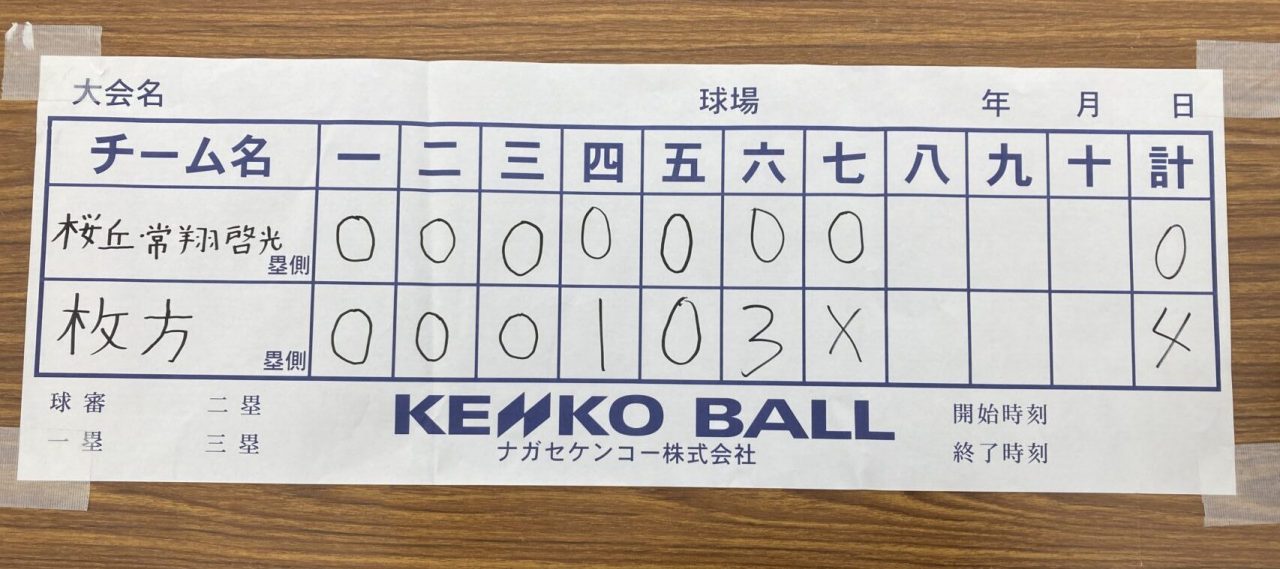 大会名 球場 年 月 日
チーム名 一 二 三 四 五 六 七 八 九 十 計
桜丘・常翔啓光 塁側 0 0 0 0 0 0 0 0
枚方 塁側 0 0 0 1 0 3 X 4
球審 二塁 KENKO BALL 開始時刻
一塁 三塁 ナガセケンコー株式会社 終了時刻